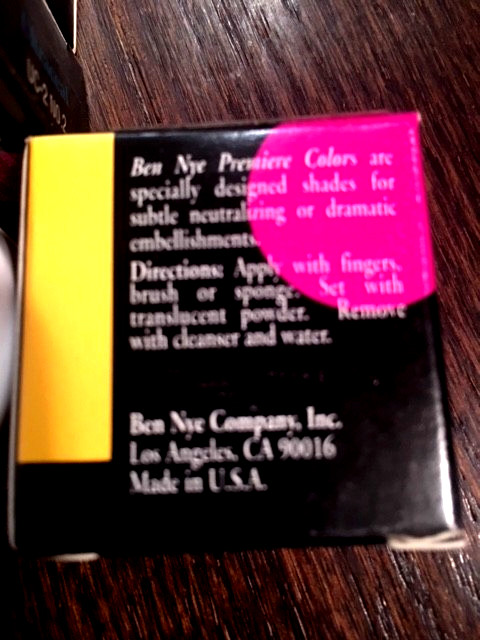 Ben Nye Premiere Colors are
specially designed shades for
subtle neutralizing or dramatic
embellishments.
Directions: Apply with fingers,
brush or sponge. Set with
translucent powder. Remove
with cleanser and water.
Ben Nye Company, Inc.
Los Angeles, CA 90016
Made in U.S.A.